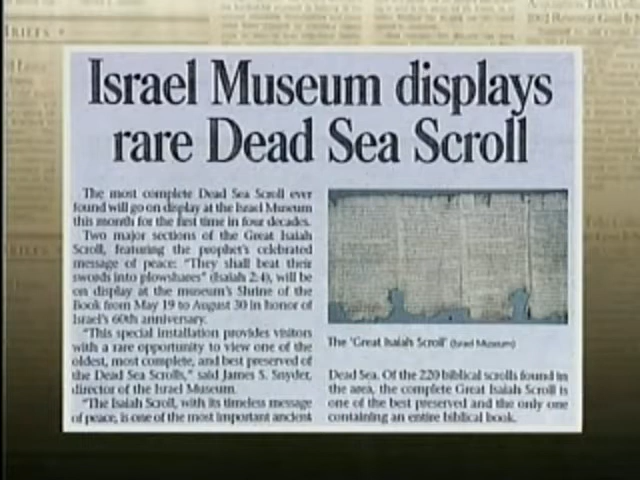 Israel Museum displays
rare Dead Sea Scroll
The most complete Dead Sea Scroll ever
found will go on display at the Israel Museum
this month for the first time in four decades.
Two major sections of the Great Isaiah
Scroll, featuring the prophet's celebrated
message of peace: "They shall beat their
swords into plowshares" (Isaiah 2:4), will be
on display at the museum's Shrine of the
Book from May 19 to August 30 in honor of
Israel's 60th anniversary.
"This special installation provides visitors
with a rare opportunity to view one of the
oldest, most complete, and best preserved of
the Dead Sea Scrolls," said James S. Snyder,
director of the Israel Museum.
"The Isaiah Scroll, with its timeless message
of peace, is one of the most important ancient
The 'Great Isaiah Scroll' (Israel Museum)
Dead Sea. Of the 220 biblical scrolls found in
the area, the complete Great Isaiah Scroll is
one of the best preserved and the only one
containing an entire biblical book.